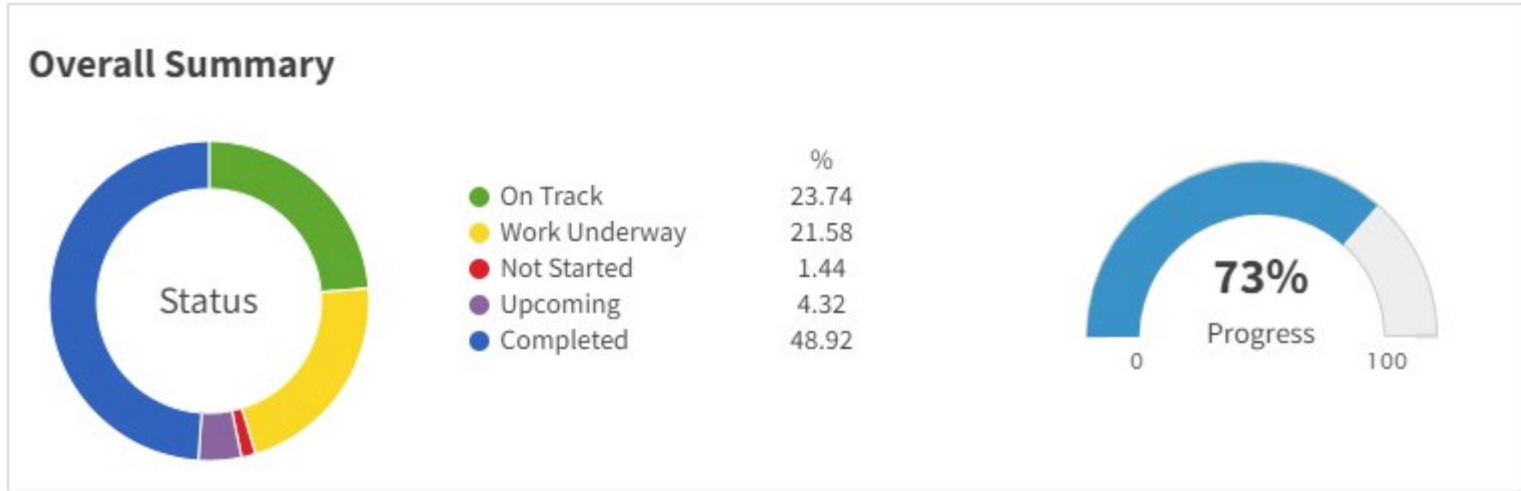 Overall Summary
Status
%
On Track 23.74
Work Underway 21.58
Not Started 1.44
Upcoming 4.32
Completed 48.92
73%
Progress
0 100